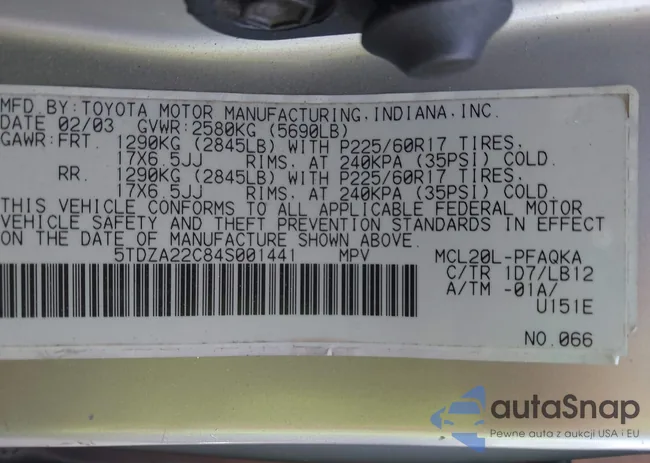 MFD.BY:TOYOTA MOTOR MANUFACTURING,INDIANA,INC.
DATE 02/03 GVWR:2580KG (5690LB)
GAWR:FRT. 1290KG (2845LB) WITH P225/60R17 TIRES,
17X6.5JJ RIMS, AT 240KPA (35PSI) COLD.
RR. 1290KG (2845LB) WITH P225/60R17 TIRES,
17X6.5JJ RIMS, AT 240KPA (35PSI) COLD.
THIS VEHICLE CONFORMS TO ALL APPLICABLE FEDERAL MOTOR
VEHICLE SAFETY AND THEFT PREVENTION STANDARDS IN EFFECT
ON THE DATE OF MANUFACTURE SHOWN ABOVE.
5TDZA22C84S001441 MPV MCL20L-PFAQKA
C/TR 1D7/LB12
A/TM -01A/
U151E
NO.066
autaSnap
Pewne auta z aukcji USA i EU